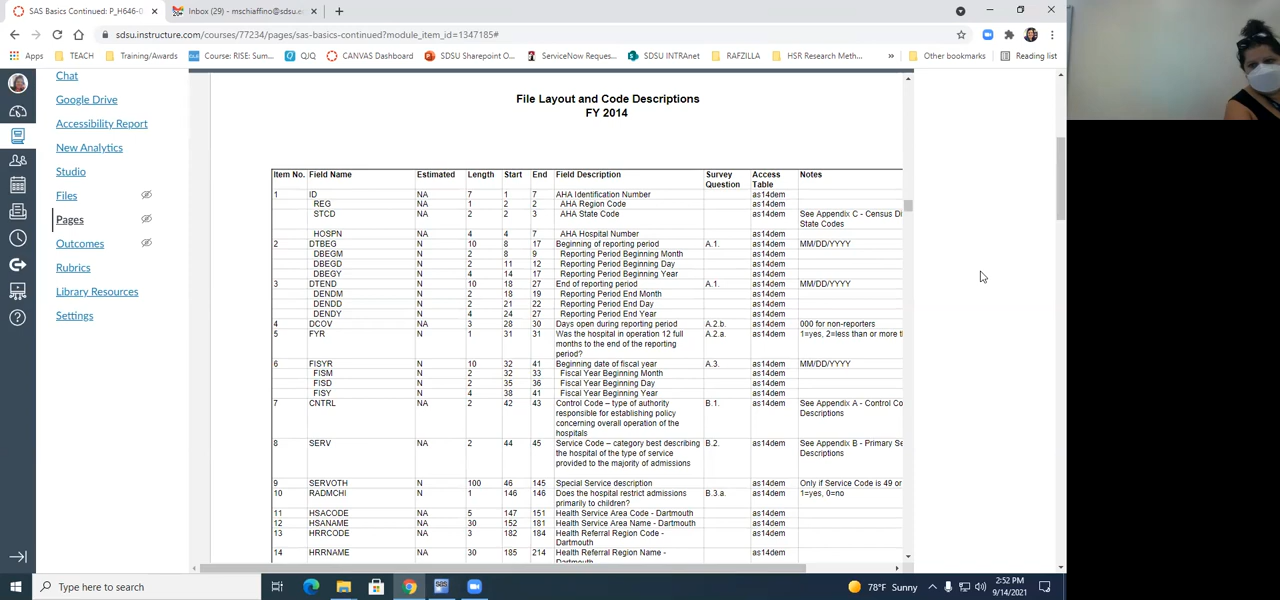 SAS Basics Continued: P_H646-0
Inbox (29) - mschiaffino@sdsu.e
sdsu.instructure.com/courses/77234/pages/sas-basics-continued?module_item_id=1347185#
Apps TEACH Training/Awards Course: RISE: Sum... QIQ CANVAS Dashboard SDSU Sharepoint O... ServiceNow Reques... SDSU INTRAnet RAFZILLA HSR Research Meth... » Other bookmarks Reading list
Chat
Google Drive
Accessibility Report
New Analytics
Studio
Files
Pages
Outcomes
Rubrics
Library Resources
Settings
File Layout and Code Descriptions
FY 2014
Item No. Field Name Estimated Length Start End Field Description Survey Question Access Table Notes
1 ID NA 7 1 7 AHA Identification Number as14dem
REG NA 1 2 2 AHA Region Code as14dem
STCD NA 2 2 3 AHA State Code as14dem See Appendix C - Census Di
State Codes
HOSPN NA 4 4 7 AHA Hospital Number as14dem
2 DTBEG N 10 8 17 Beginning of reporting period A.1. as14dem MM/DD/YYYY
DBEGM N 2 8 9 Reporting Period Beginning Month as14dem
DBEGD N 2 11 12 Reporting Period Beginning Day as14dem
DBEGY N 4 14 17 Reporting Period Beginning Year as14dem
3 DTEND N 10 18 27 End of reporting period A.1. as14dem MM/DD/YYYY
DENDM N 2 18 19 Reporting Period End Month as14dem
DENDD N 2 21 22 Reporting Period End Day as14dem
DENDY N 4 24 27 Reporting Period End Year as14dem
4 DCOV NA 3 28 30 Days open during reporting period A.2.b. as14dem 000 for non-reporters
5 FYR N 1 31 31 Was the hospital in operation 12 full A.2.a. as14dem 1=yes, 2=less than or more t
months to the end of the reporting
period?
6 FISYR N 10 32 41 Beginning date of fiscal year A.3. as14dem MM/DD/YYYY
FISM N 2 32 33 Fiscal Year Beginning Month as14dem
FISD N 2 35 36 Fiscal Year Beginning Day as14dem
FISY N 4 38 41 Fiscal Year Beginning Year as14dem
7 CNTRL NA 2 42 43 Control Code – type of authority B.1. as14dem See Appendix A - Control Co
responsible for establishing policy Descriptions
concerning overall operation of the
hospitals
8 SERV NA 2 44 45 Service Code – category best describing B.2. as14dem See Appendix B - Primary Se
the hospital of the type of service Descriptions
provided to the majority of admissions
9 SERVOTH NA 100 46 145 Special Service description as14dem Only if Service Code is 49 or
10 RADMCHI N 1 146 146 Does the hospital restrict admissions B.3.a. as14dem 1=yes, 0=no
primarily to children?
11 HSACODE NA 5 147 151 Health Service Area Code - Dartmouth as14dem
12 HSANAME NA 30 152 181 Health Service Area Name - Dartmouth as14dem
13 HRRCODE NA 3 182 184 Health Referral Region Code - as14dem
Dartmouth
14 HRRNAME NA 30 185 214 Health Referral Region Name - as14dem
Type here to search
78°F Sunny
2:52 PM
9/14/2021